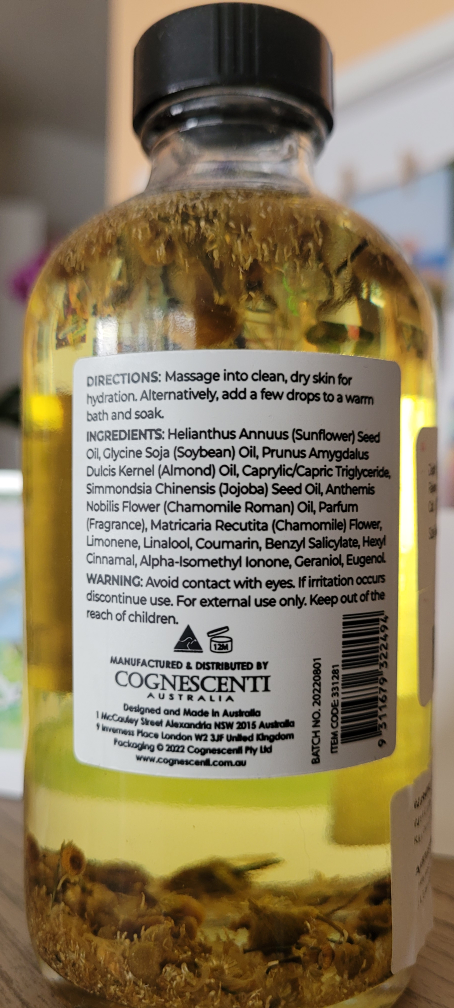 DIRECTIONS: Massage into clean, dry skin for
hydration. Alternatively, add a few drops to a warm
bath and soak.
INGREDIENTS: Helianthus Annuus (Sunflower) Seed
Oil, Glycine Soja (Soybean) Oil, Prunus Amygdalus
Dulcis Kernel (Almond) Oil, Caprylic/Capric Triglyceride,
Simmondsia Chinensis (Jojoba) Seed Oil, Anthemis
Nobilis Flower (Chamomile Roman) Oil, Parfum
(Fragrance), Matricaria Recutita (Chamomile) Flower,
Limonene, Linalool, Coumarin, Benzyl Salicylate, Hexyl
Cinnamal, Alpha-Isomethyl Ionone, Geraniol, Eugenol.
WARNING: Avoid contact with eyes. If irritation occurs
discontinue use. For external use only. Keep out of the
reach of children.
12M
MANUFACTURED & DISTRIBUTED BY
COGNESCENTI
AUSTRALIA
Designed and Made in Australia
1 McCauley Street Alexandria NSW 2015 Australia
9 Inverness Place London W2 3JF United Kingdom
Packaging © 2022 Cognescenti Pty Ltd
www.cognescenti.com.au
BATCH NO. 20220801
ITEM CODE: 331281
9 311679 322494